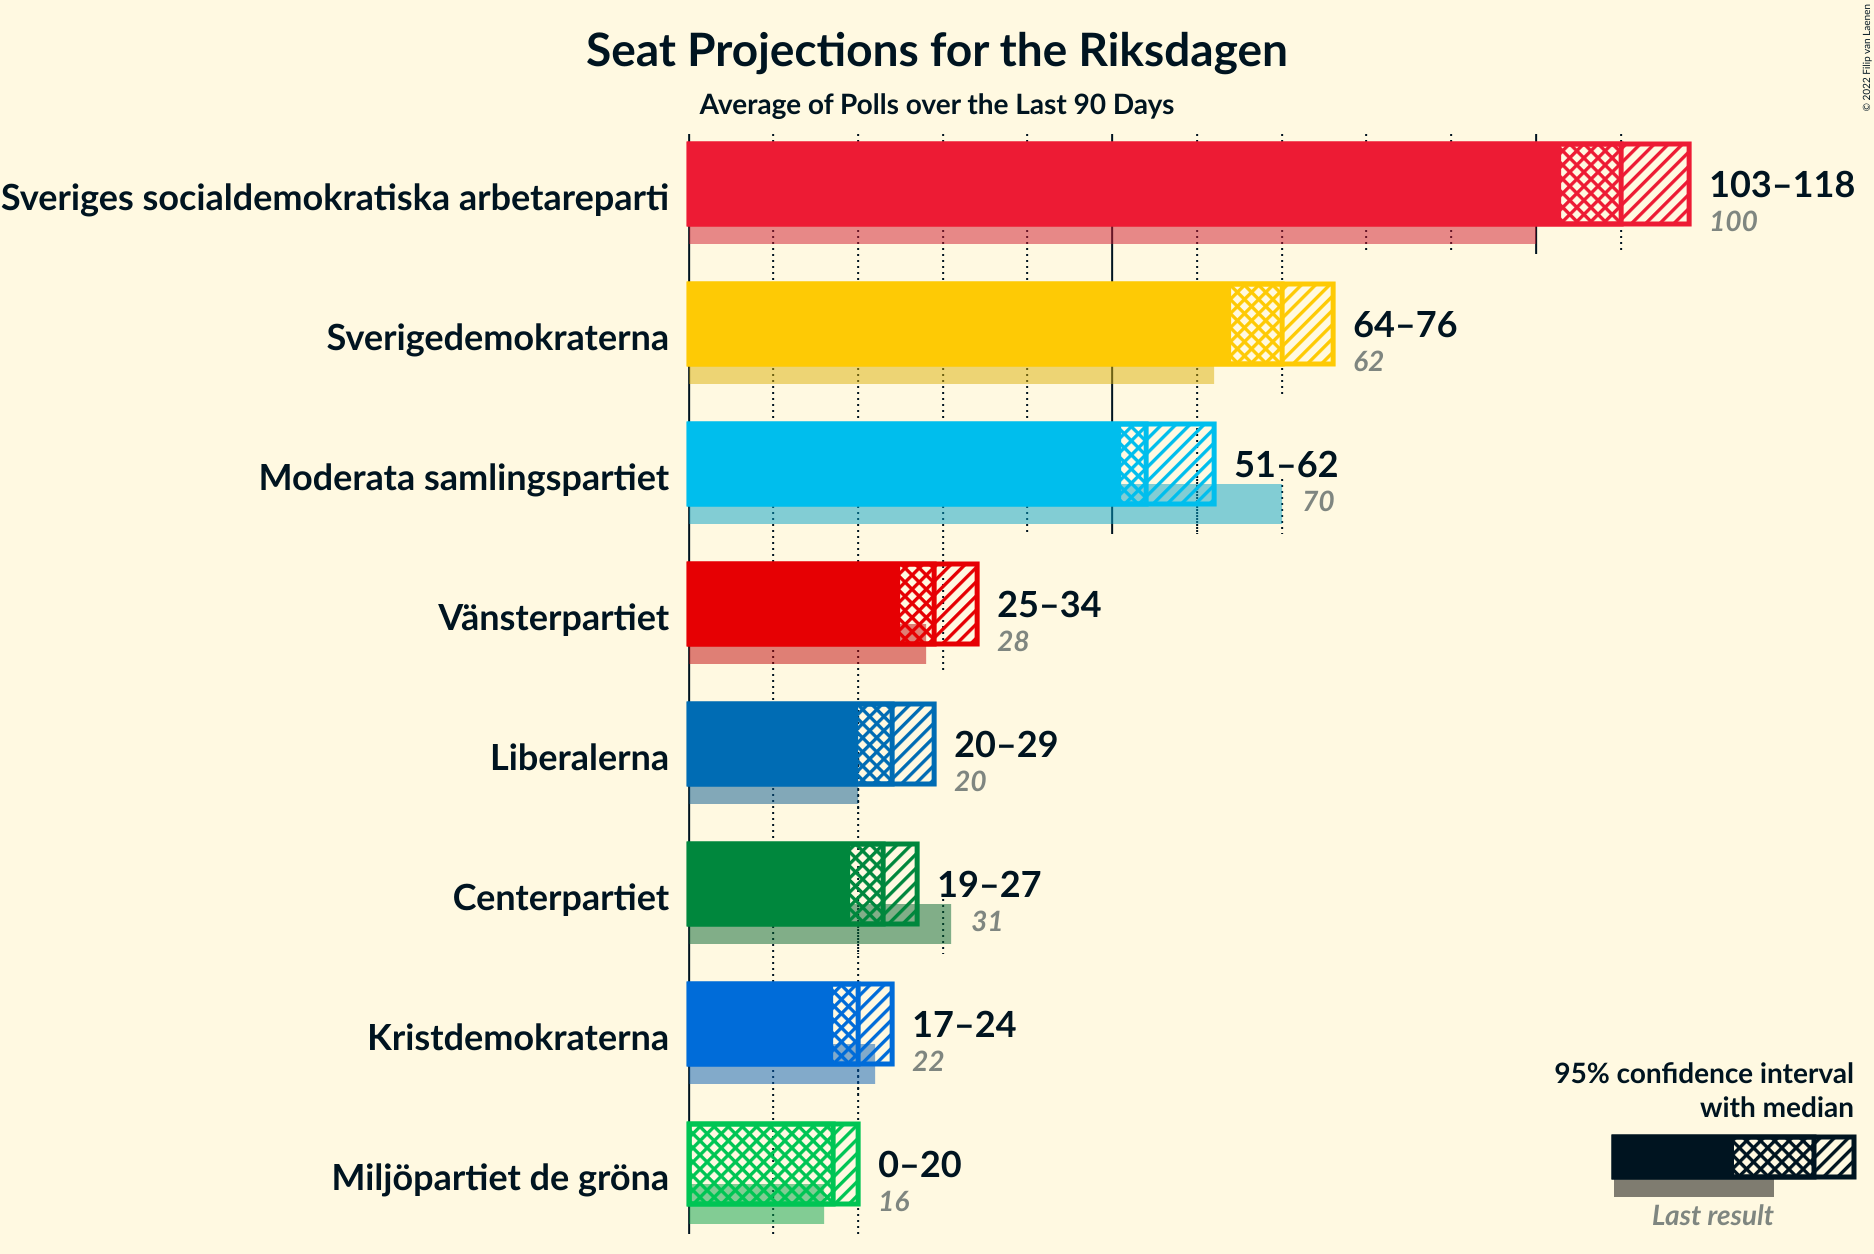 Seat Projections for the Riksdagen
Average of Polls over the Last 90 Days
© 2022 Filip van Laenen
Sveriges socialdemokratiska arbetareparti
103–118
100
Sverigedemokraterna
64–76
62
Moderata samlingspartiet
51–62
70
Vänsterpartiet
25–34
28
Liberalerna
20–29
20
Centerpartiet
19–27
31
Kristdemokraterna
17–24
22
Miljöpartiet de gröna
0–20
16
95% confidence interval
with median
Last result